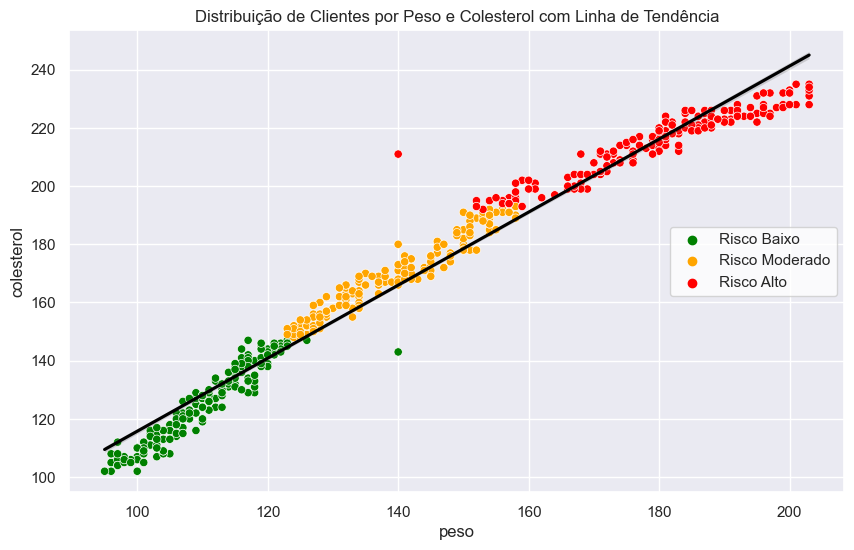 Distribuição de Clientes por Peso e Colesterol com Linha de Tendência
240
220
200
180
160
140
120
100
colesterol
Risco Baixo
Risco Moderado
Risco Alto
100 120 140 160 180 200
peso